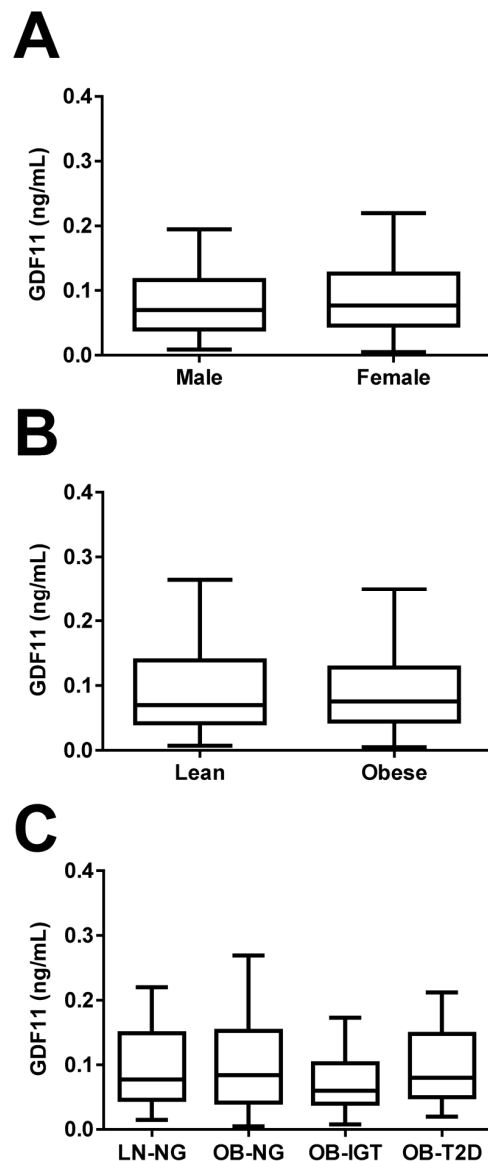 A
GDF11 (ng/mL)
0.4
0.3
0.2
0.1
0.0
Male Female
B
GDF11 (ng/mL)
0.4
0.3
0.2
0.1
0.0
Lean Obese
C
GDF11 (ng/mL)
0.4
0.3
0.2
0.1
0.0
LN-NG OB-NG OB-IGT OB-T2D